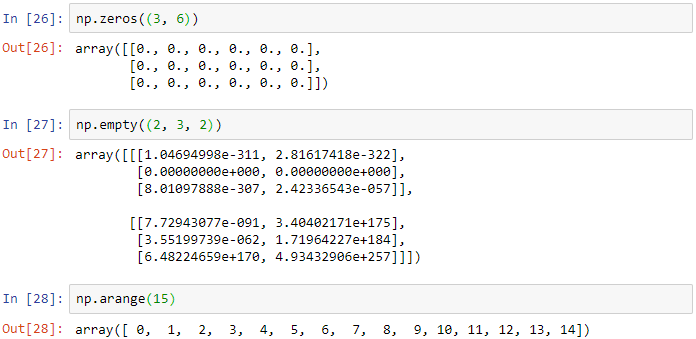 In [26]: np.zeros((3, 6))
Out[26]: array([[0., 0., 0., 0., 0., 0.],
[0., 0., 0., 0., 0., 0.],
[0., 0., 0., 0., 0., 0.]])
In [27]: np.empty((2, 3, 2))
Out[27]: array([[[1.04694998e-311, 2.81617418e-322],
[0.00000000e+000, 0.00000000e+000],
[8.01097888e-307, 2.42336543e-057]],
[[7.72943077e-091, 3.40402171e+175],
[3.55199739e-062, 1.71964227e+184],
[6.48224659e+170, 4.93432906e+257]]])
In [28]: np.arange(15)
Out[28]: array([ 0,  1,  2,  3,  4,  5,  6,  7,  8,  9, 10, 11, 12, 13, 14])